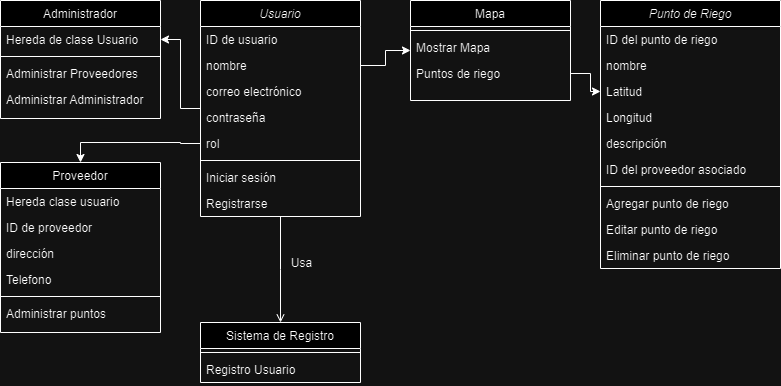 Administrador
Hereda de clase Usuario
Administrar Proveedores
Administrar Administrador
Usuario
ID de usuario
nombre
correo electrónico
contraseña
rol
Iniciar sesión
Registrarse
Mapa
Mostrar Mapa
Puntos de riego
Punto de Riego
ID del punto de riego
nombre
Latitud
Longitud
descripción
ID del proveedor asociado
Agregar punto de riego
Editar punto de riego
Eliminar punto de riego
Proveedor
Hereda clase usuario
ID de proveedor
dirección
Telefono
Administrar puntos
Usa
Sistema de Registro
Registro Usuario